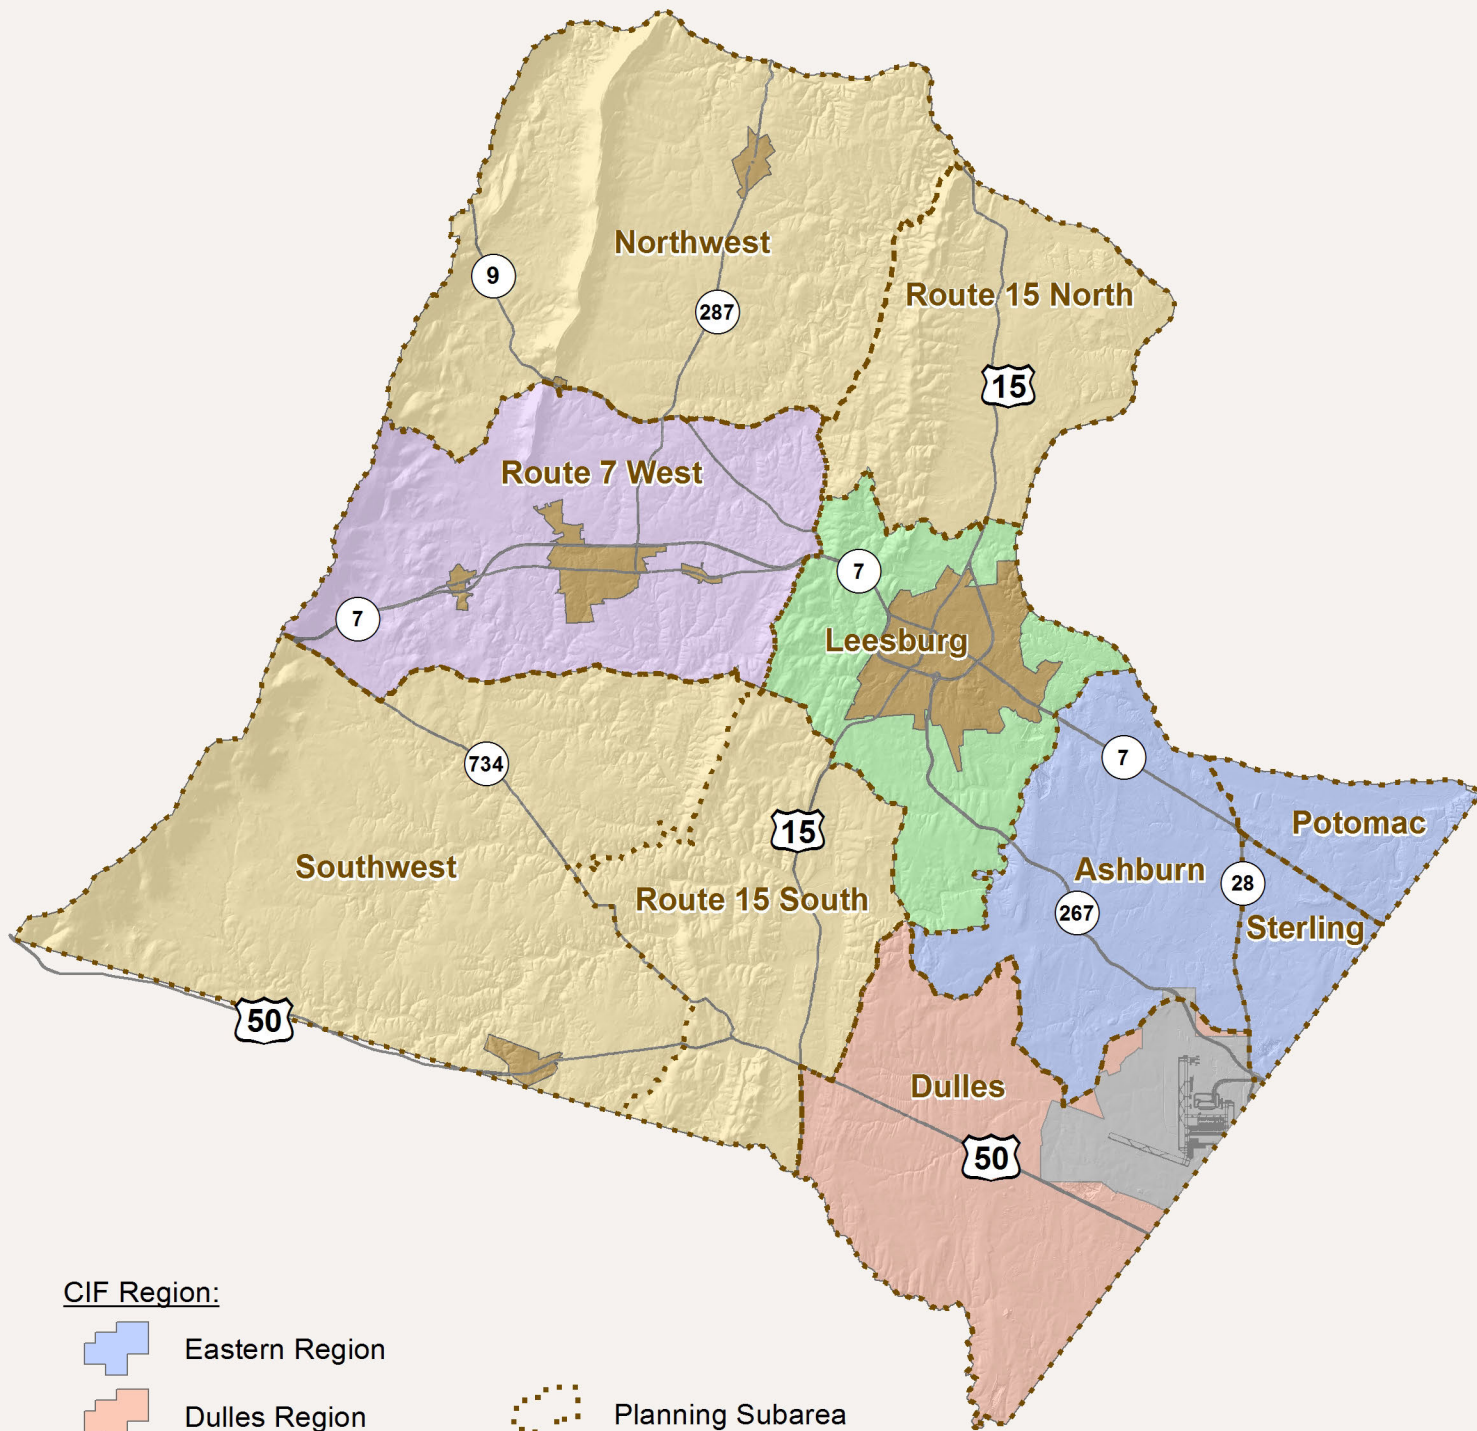 Northwest
9
287
Route 15 North
15
Route 7 West
7
7
Leesburg
734
7
15
Potomac
Southwest
Ashburn
28
Route 15 South
267
Sterling
50
Dulles
50
CIF Region:
Eastern Region
Dulles Region
Planning Subarea